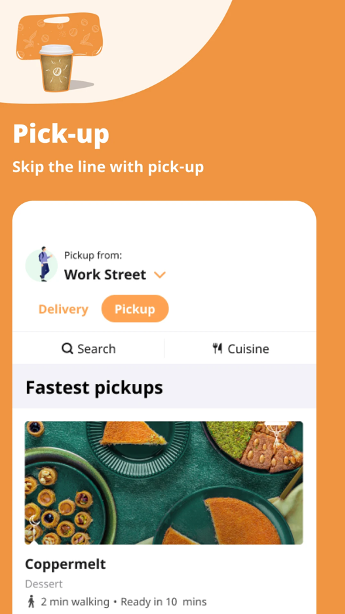 Pick-up
Skip the line with pick-up
Pickup from:
Work Street
Delivery Pickup
Search Cuisine
Fastest pickups
Coppermelt
Dessert
2 min walking • Ready in 10 mins